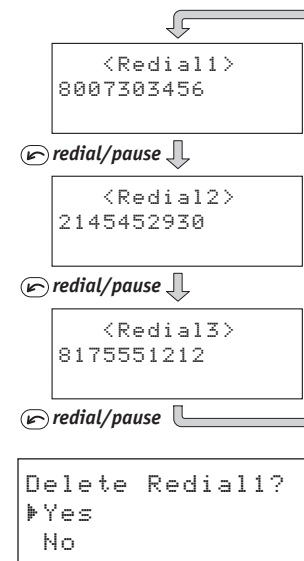 <Redial1>
8007303456
redial/pause
<Redial2>
2145452930
redial/pause
<Redial3>
8175551212
redial/pause
Delete Redial1?
Yes
No